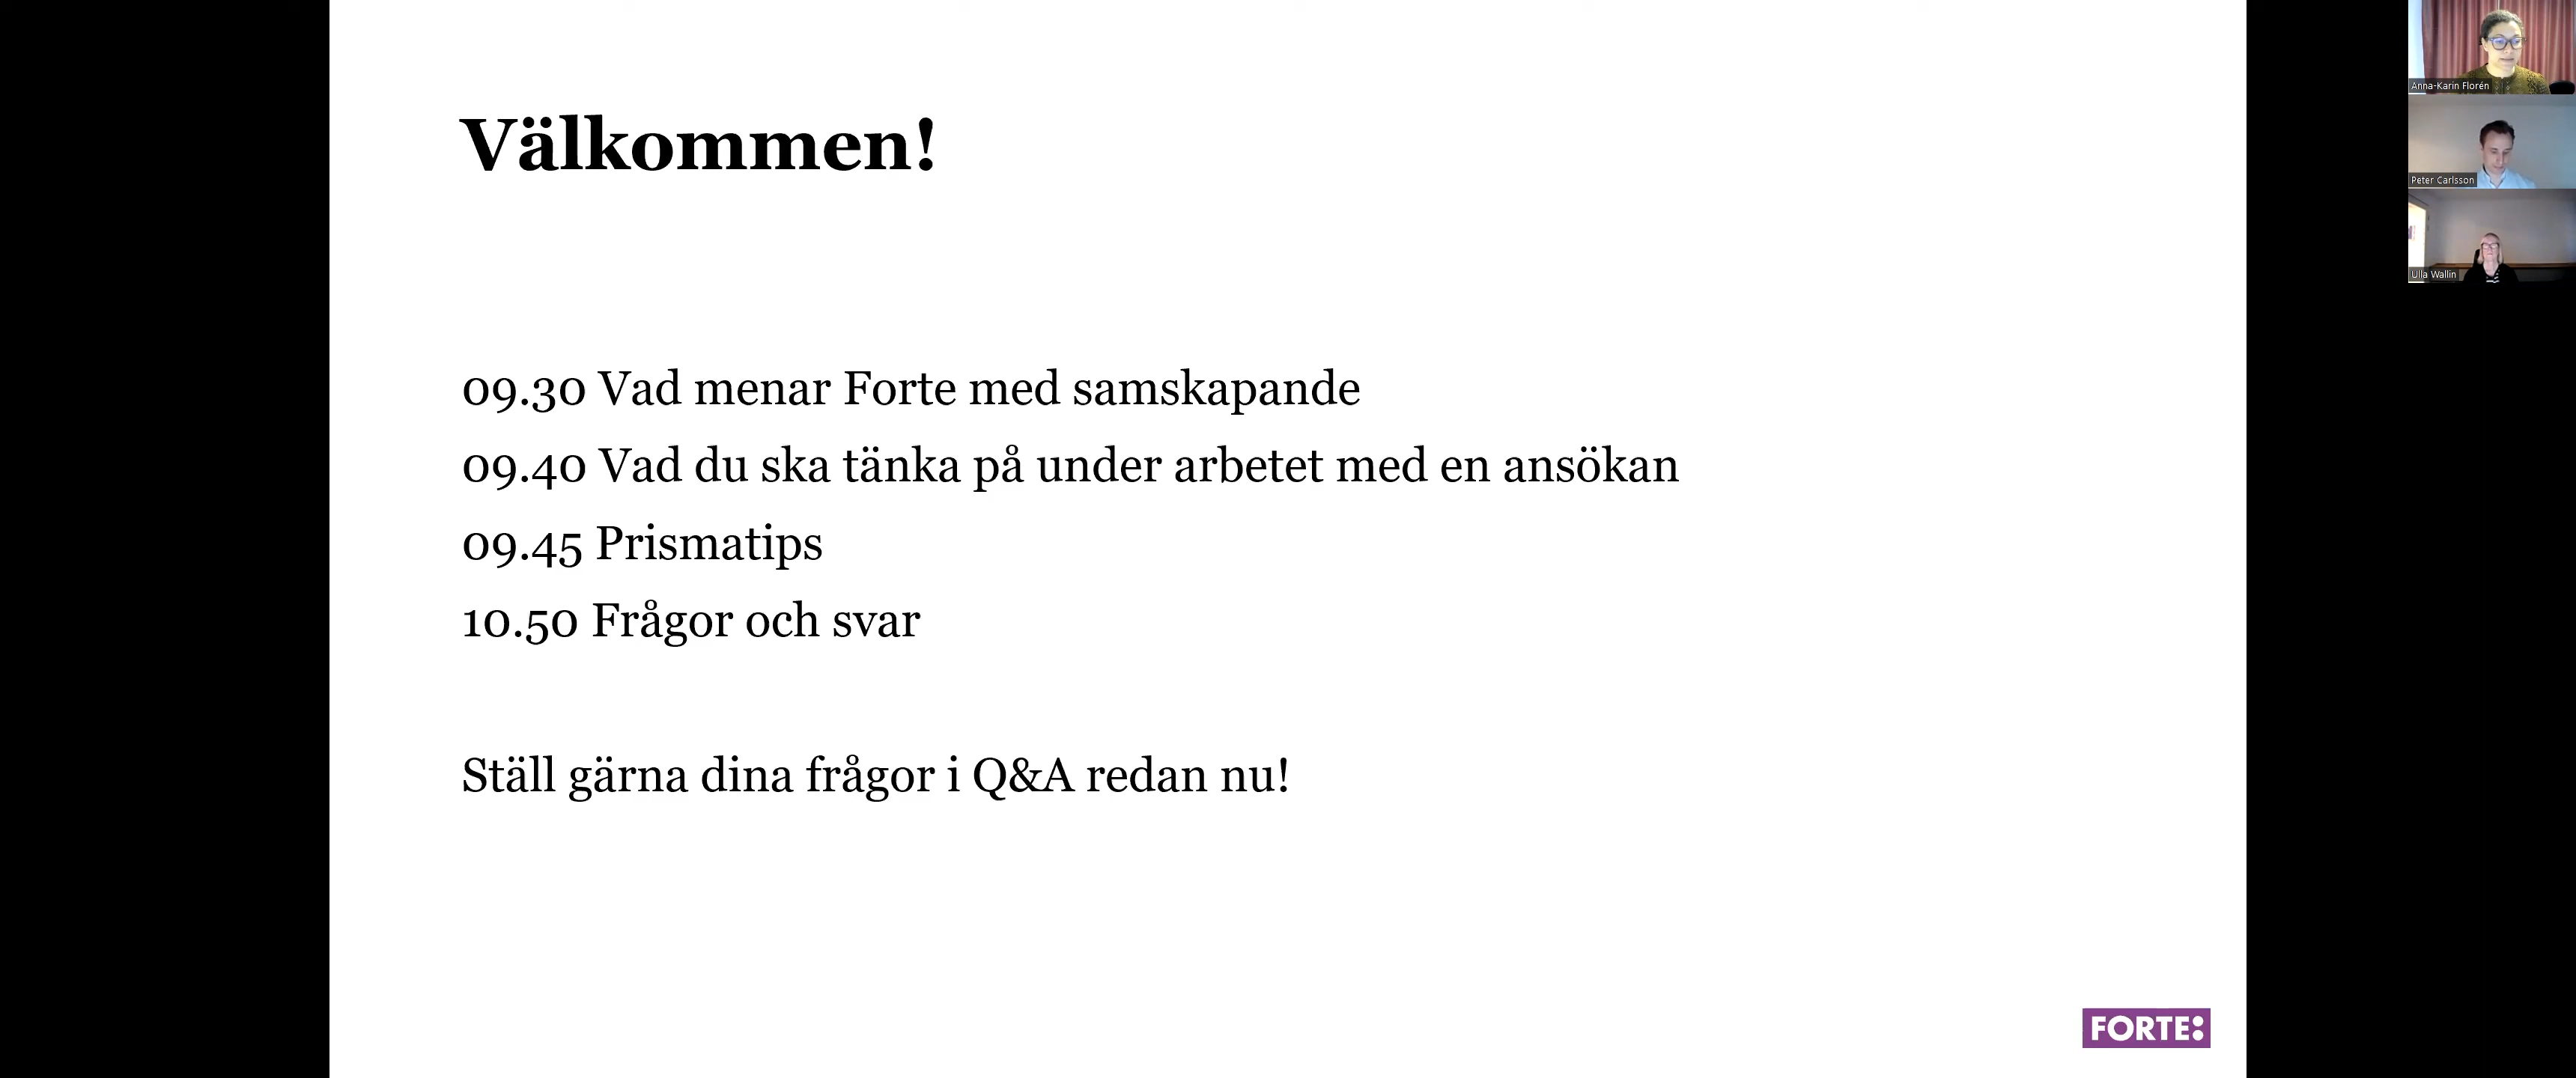 Välkommen!
09.30 Vad menar Forte med samskapande
09.40 Vad du ska tänka på under arbetet med en ansökan
09.45 Prismatips
10.50 Frågor och svar
Ställ gärna dina frågor i Q&A redan nu!
FORTE:
Anna-Karin Florén
Peter Carlsson
Ulla Wallin